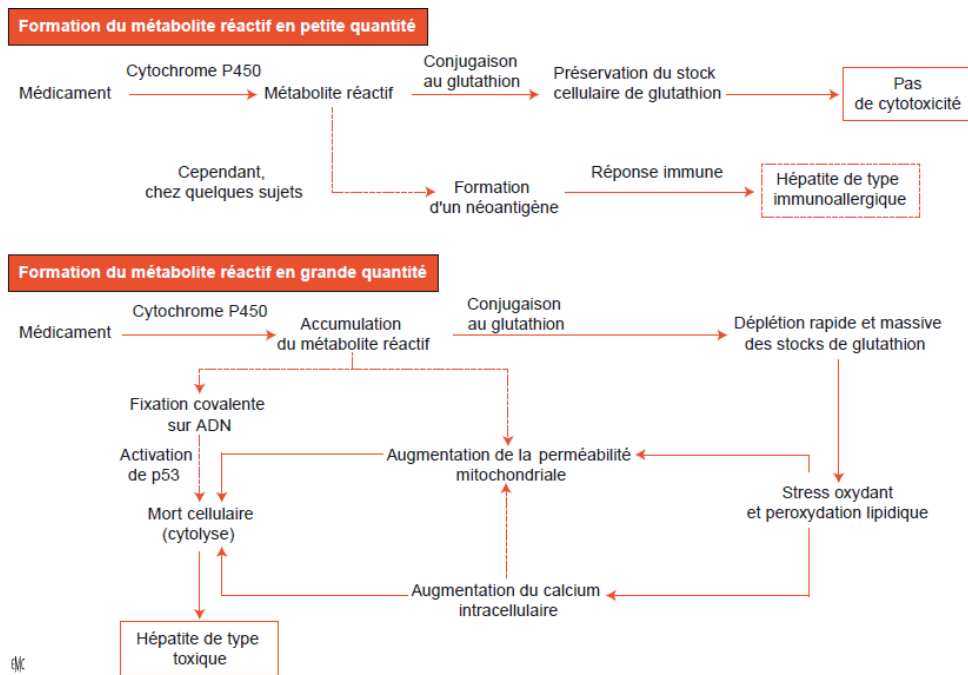 Formation du métabolite réactif en petite quantité
Cytochrome P450
Conjugaison
au glutathion
Médicament
Métabolite réactif
Préservation du stock
cellulaire de glutathion
Pas
de cytotoxicité
Cependant,
chez quelques sujets
Formation
d'un néoantigène
Réponse immune
Hépatite de type
immunoallergique
Formation du métabolite réactif en grande quantité
Cytochrome P450
Conjugaison
au glutathion
Médicament
Accumulation
du métabolite réactif
Déplétion rapide et massive
des stocks de glutathion
Fixation covalente
sur ADN
Activation
de p53
Augmentation de la perméabilité
mitochondriale
Stress oxydant
et peroxydation lipidique
Mort cellulaire
(cytolyse)
Augmentation du calcium
intracellulaire
Hépatite de type
toxique
EMC